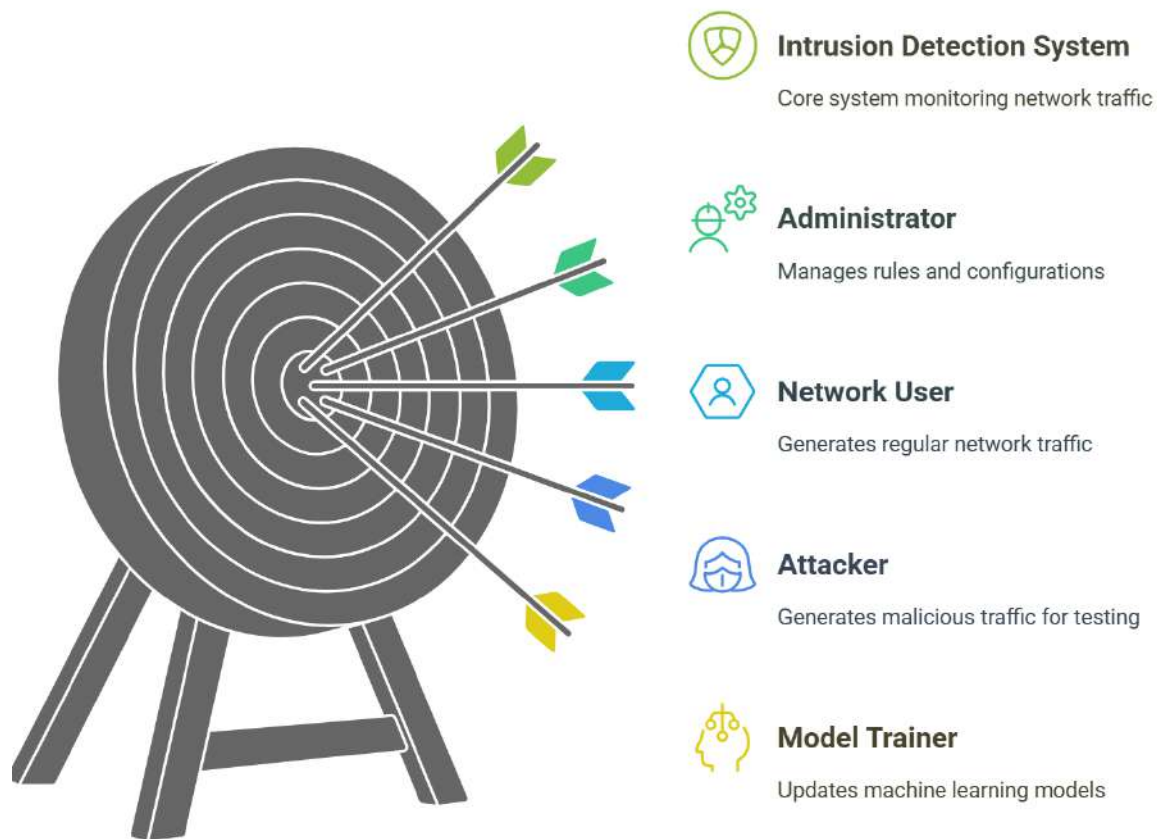 Intrusion Detection System
Core system monitoring network traffic
Administrator
Manages rules and configurations
Network User
Generates regular network traffic
Attacker
Generates malicious traffic for testing
Model Trainer
Updates machine learning models